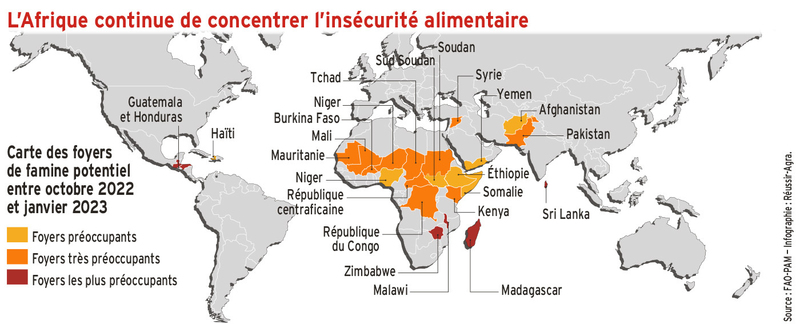 L'Afrique continue de concentrer l'insécurité alimentaire
Soudan
Sud Soudan
Tchad
Syrie
Niger
Yemen
Guatemala
et Honduras
Burkina Faso
Afghanistan
Haïti
Mali
Pakistan
Mauritanie
Carte des foyers
de famine potentiel
entre octobre 2022
et janvier 2023
Niger
Éthiopie
République
centraficaine
Somalie
Kenya
Sri Lanka
Foyers préoccupants
République
du Congo
Foyers très préoccupants
Zimbabwe
Foyers les plus préoccupants
Malawi
Madagascar
Source : FAO-PAM – Infographie : Réussir-Agra.